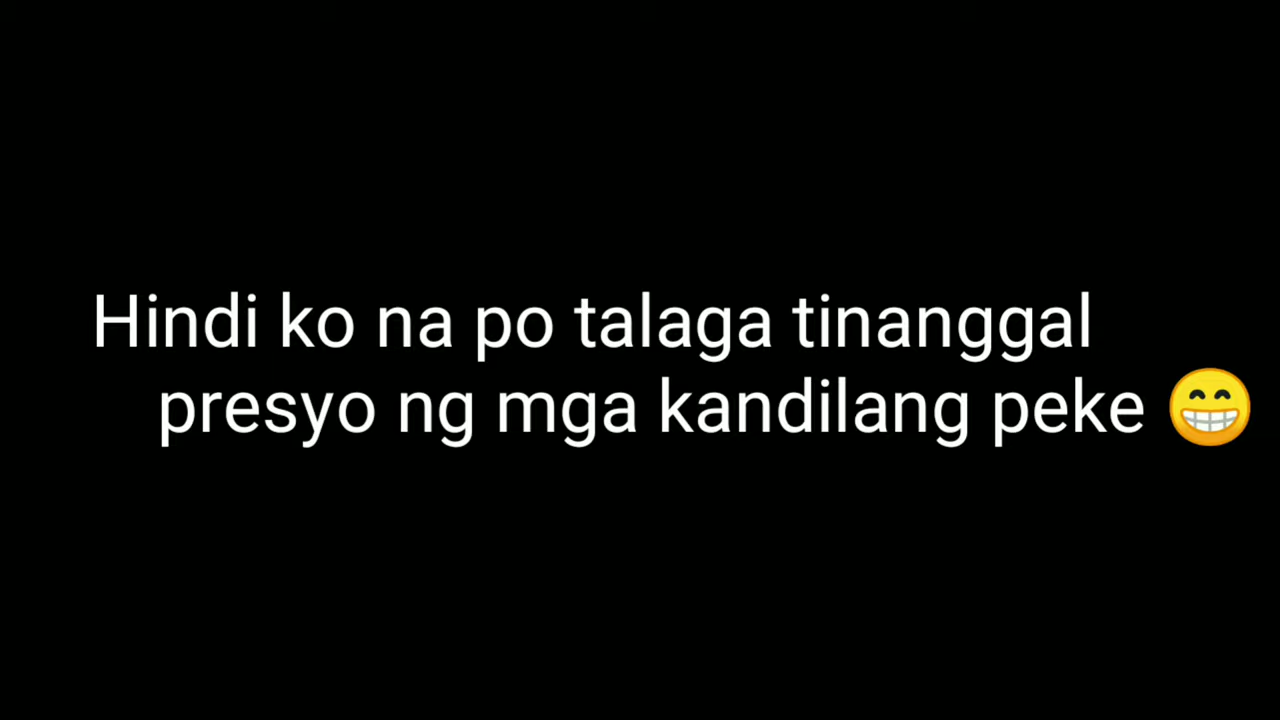 Hindi ko na po talaga tinanggal
presyo ng mga kandilang peke 😁